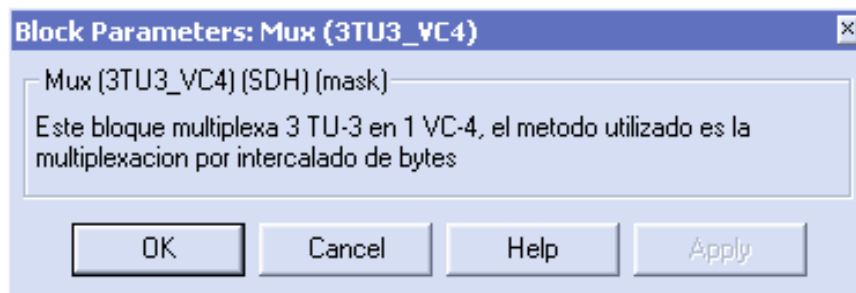 Block Parameters: Mux (3TU3_VC4)
Mux (3TU3_VC4) (SDH) (mask)
Este bloque multiplexa 3 TU-3 en 1 VC-4, el metodo utilizado es la
multiplexacion por intercalado de bytes
OK Cancel Help Apply